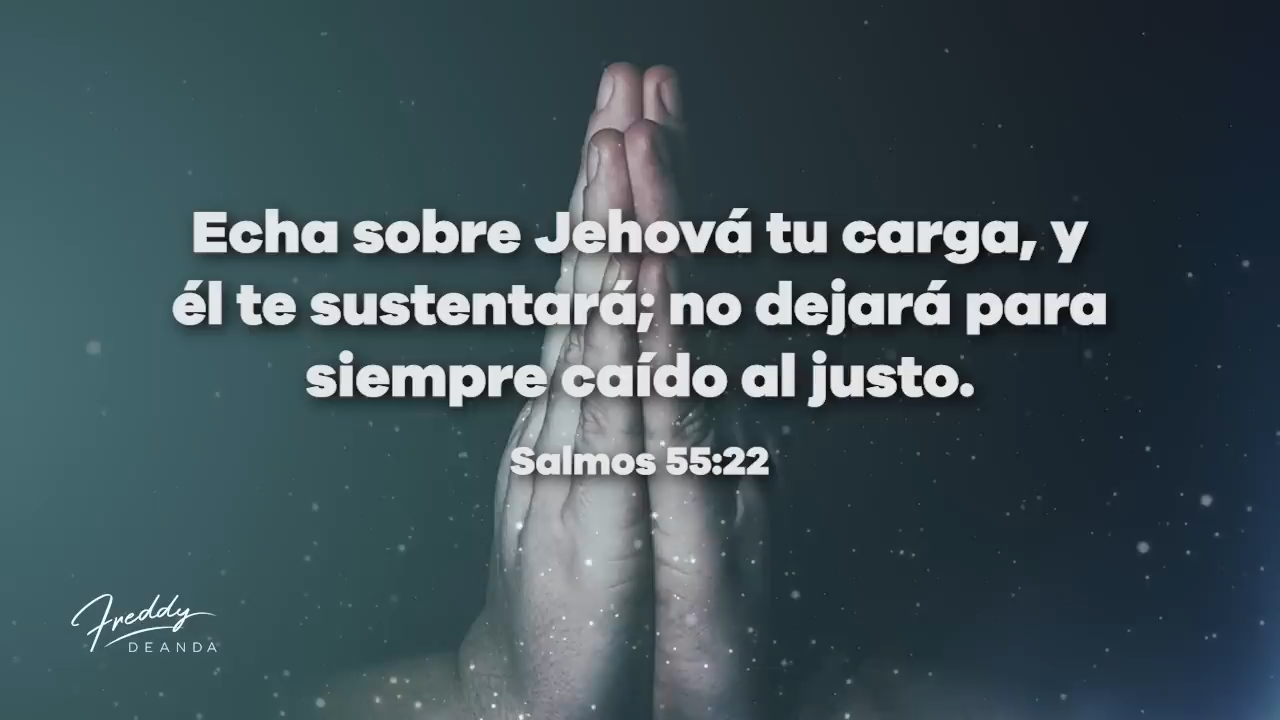 Echa sobre Jehová tu carga, y
él te sustentará; no dejará para
siempre caído al justo.
Salmos 55:22
Freddy
DEANDA